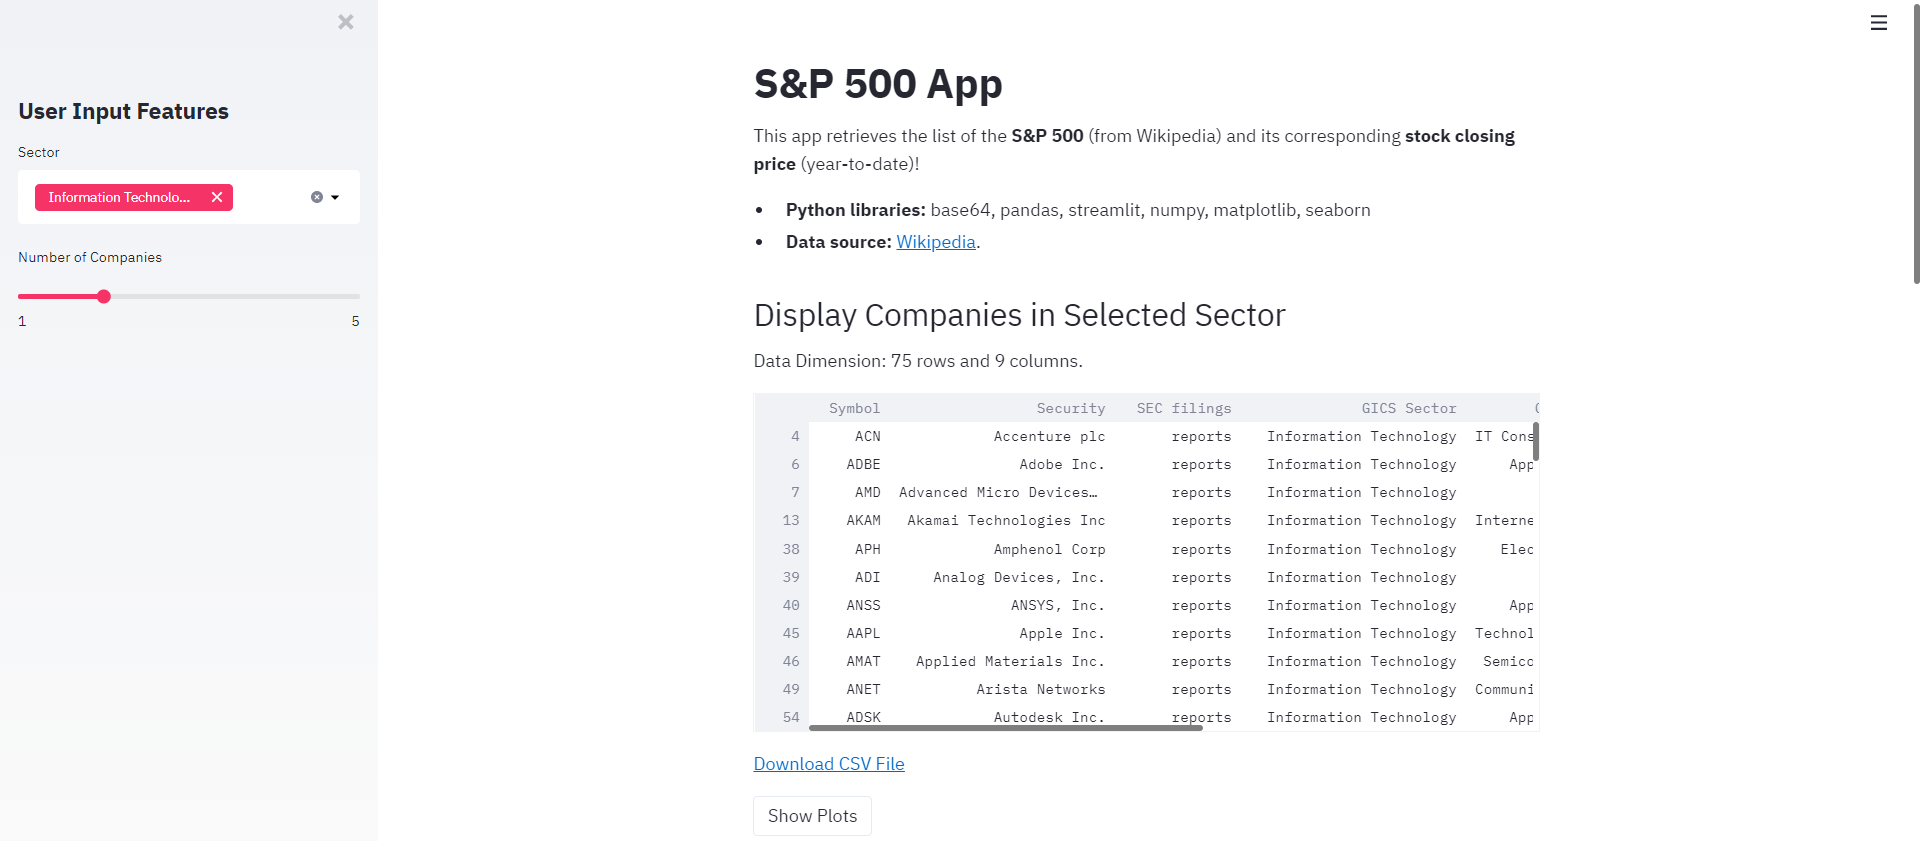 User Input Features
Sector
Information Technolo...
Number of Companies
1 5
S&P 500 App
This app retrieves the list of the S&P 500 (from Wikipedia) and its corresponding stock closing
price (year-to-date)!
• Python libraries: base64, pandas, streamlit, numpy, matplotlib, seaborn
• Data source: Wikipedia.
Display Companies in Selected Sector
Data Dimension: 75 rows and 9 columns.
Symbol Security SEC filings GICS Sector
4 ACN Accenture plc reports Information Technology IT Cons
6 ADBE Adobe Inc. reports Information Technology App
7 AMD Advanced Micro Devices… reports Information Technology
13 AKAM Akamai Technologies Inc reports Information Technology Interne
38 APH Amphenol Corp reports Information Technology Elec
39 ADI Analog Devices, Inc. reports Information Technology
40 ANSS ANSYS, Inc. reports Information Technology App
45 AAPL Apple Inc. reports Information Technology Technol
46 AMAT Applied Materials Inc. reports Information Technology Semico
49 ANET Arista Networks reports Information Technology Communi
54 ADSK Autodesk Inc. reports Information Technology App
Download CSV File
Show Plots